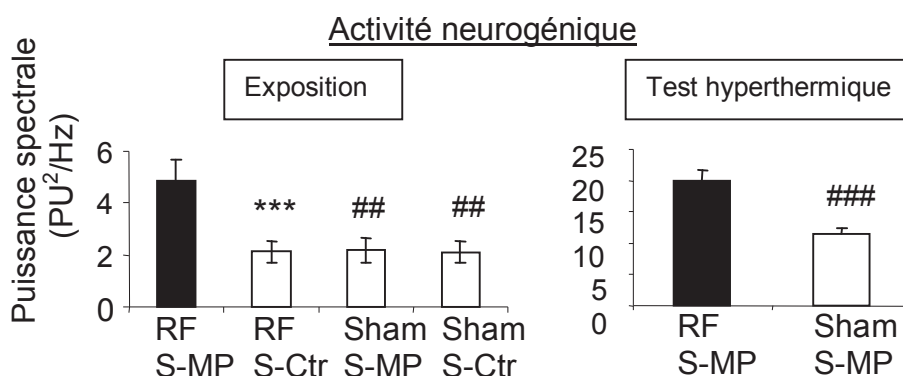 Activité neurogénique
Exposition
Test hyperthermique
Puissance spectrale
(PU²/Hz)
6
4
2
0
***
##
##
RF
S-MP
RF
S-Ctr
Sham
S-MP
Sham
S-Ctr
25
20
15
10
5
0
###
RF
S-MP
Sham
S-MP